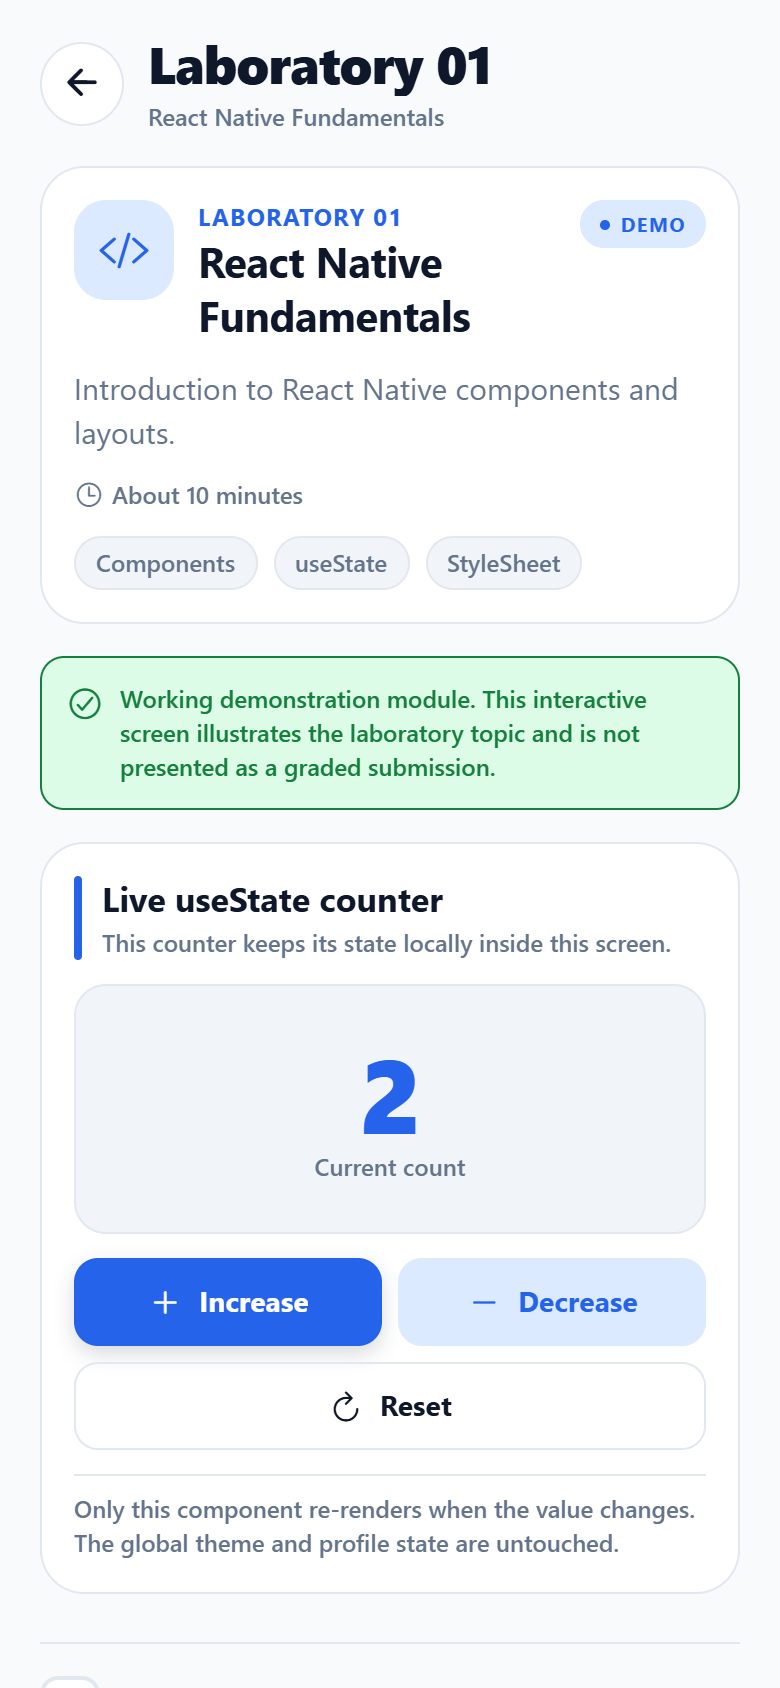 Laboratory 01
React Native Fundamentals
LABORATORY 01
DEMO
React Native
Fundamentals
Introduction to React Native components and
layouts.
About 10 minutes
Components
useState
StyleSheet
Working demonstration module. This interactive
screen illustrates the laboratory topic and is not
presented as a graded submission.
Live useState counter
This counter keeps its state locally inside this screen.
2
Current count
Increase
Decrease
Reset
Only this component re-renders when the value changes.
The global theme and profile state are untouched.